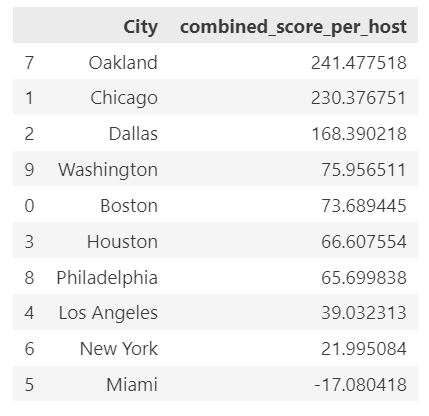 City combined_score_per_host
7 Oakland 241.477518
1 Chicago 230.376751
2 Dallas 168.390218
9 Washington 75.956511
0 Boston 73.689445
3 Houston 66.607554
8 Philadelphia 65.699838
4 Los Angeles 39.032313
6 New York 21.995084
5 Miami -17.080418